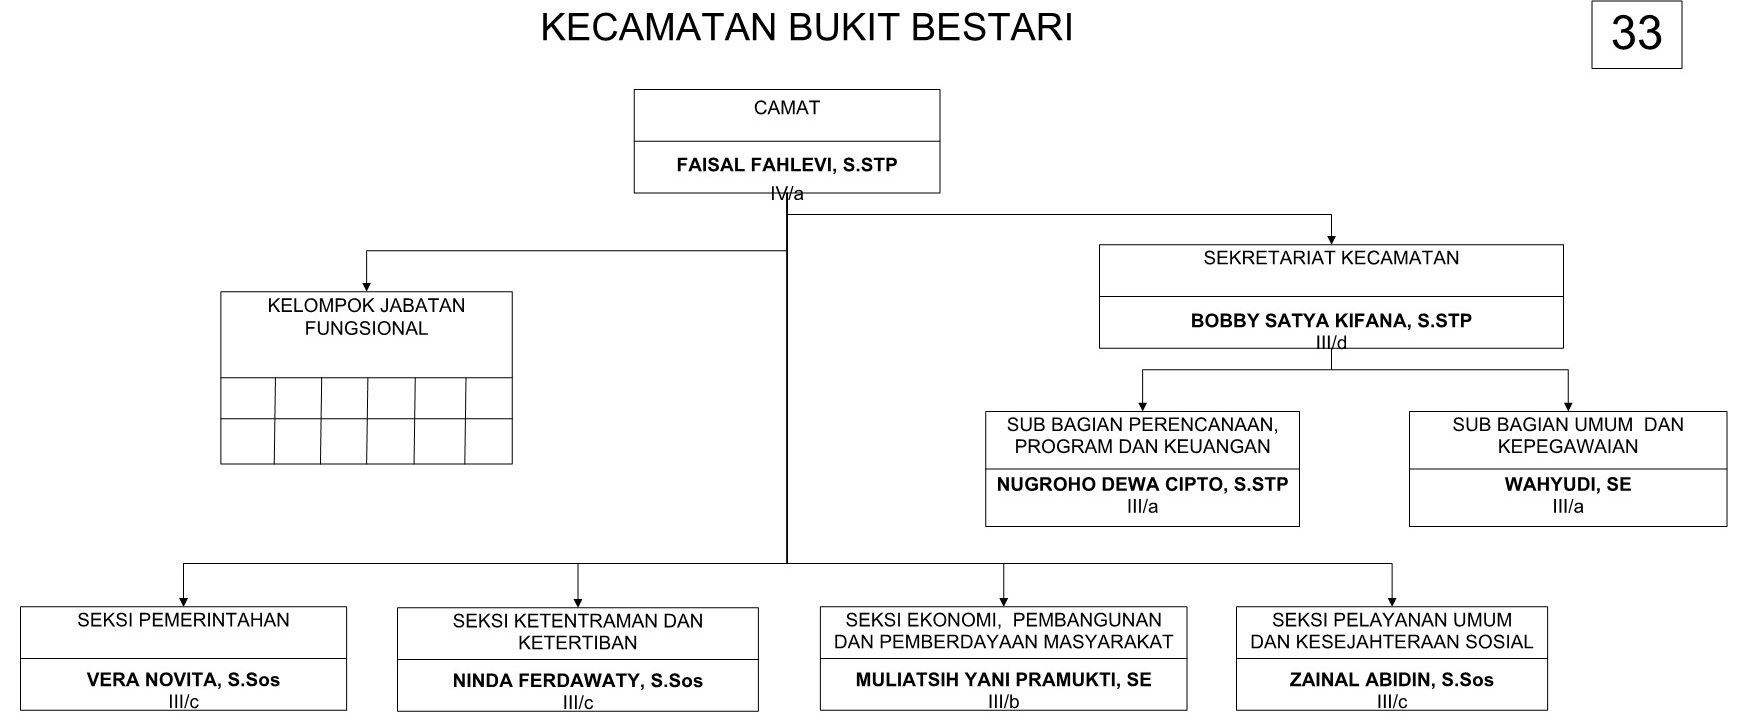 KECAMATAN BUKIT BESTARI
33
CAMAT
FAISAL FAHLEVI, S.STP
IV/a
SEKRETARIAT KECAMATAN
BOBBY SATYA KIFANA, S.STP
III/d
KELOMPOK JABATAN
FUNGSIONAL
SUB BAGIAN PERENCANAAN,
PROGRAM DAN KEUANGAN
NUGROHO DEWA CIPTO, S.STP
III/a
SUB BAGIAN UMUM  DAN
KEPEGAWAIAN
WAHYUDI, SE
III/a
SEKSI PEMERINTAHAN
VERA NOVITA, S.Sos
III/c
SEKSI KETENTRAMAN DAN
KETERTIBAN
NINDA FERDAWATY, S.Sos
III/c
SEKSI EKONOMI,  PEMBANGUNAN
DAN PEMBERDAYAAN MASYARAKAT
MULIATSIH YANI PRAMUKTI, SE
III/b
SEKSI PELAYANAN UMUM
DAN KESEJAHTERAAN SOSIAL
ZAINAL ABIDIN, S.Sos
III/c